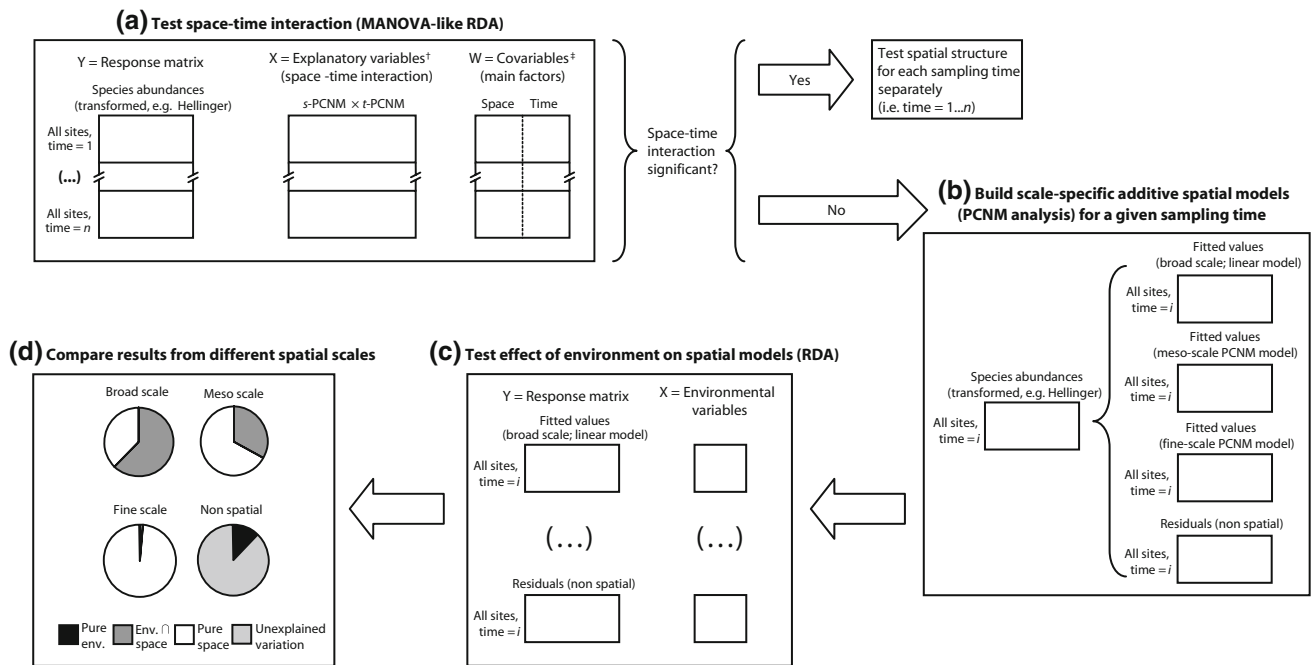 (a) Test space-time interaction (MANOVA-like RDA)
Y = Response matrix
Species abundances
(transformed, e.g. Hellinger)
All sites,
time = 1
(...)
All sites,
time = n
X = Explanatory variables†
(space -time interaction)
s-PCNM × t-PCNM
W = Covariables‡
(main factors)
Space Time
Space-time
interaction
significant?
Yes
Test spatial structure
for each sampling time
separately
(i.e. time = 1...n)
No
(b) Build scale-specific additive spatial models
(PCNM analysis) for a given sampling time
Species abundances
(transformed, e.g. Hellinger)
All sites,
time = i
Fitted values
(broad scale; linear model)
All sites,
time = i
Fitted values
(meso-scale PCNM model)
All sites,
time = i
Fitted values
(fine-scale PCNM model)
All sites,
time = i
Residuals (non spatial)
All sites,
time = i
(c) Test effect of environment on spatial models (RDA)
Y = Response matrix
Fitted values
(broad scale; linear model)
All sites,
time = i
X = Environmental
variables
(...) (...)
Residuals (non spatial)
All sites,
time = i
(d) Compare results from different spatial scales
Broad scale Meso scale
Fine scale Non spatial
Pure
env.
Env. ∩
space
Pure
space
Unexplained
variation